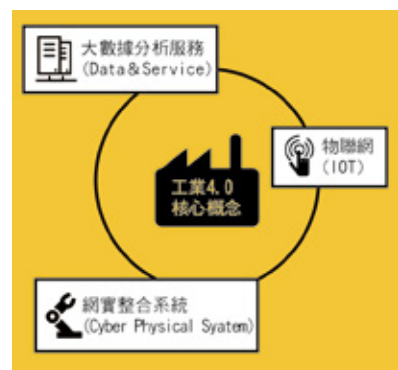 大數據分析服務
(Data&Service)
物聯網
(IOT)
工業4.0
核心概念
網實整合系統
(Cyber Physical Syatem)